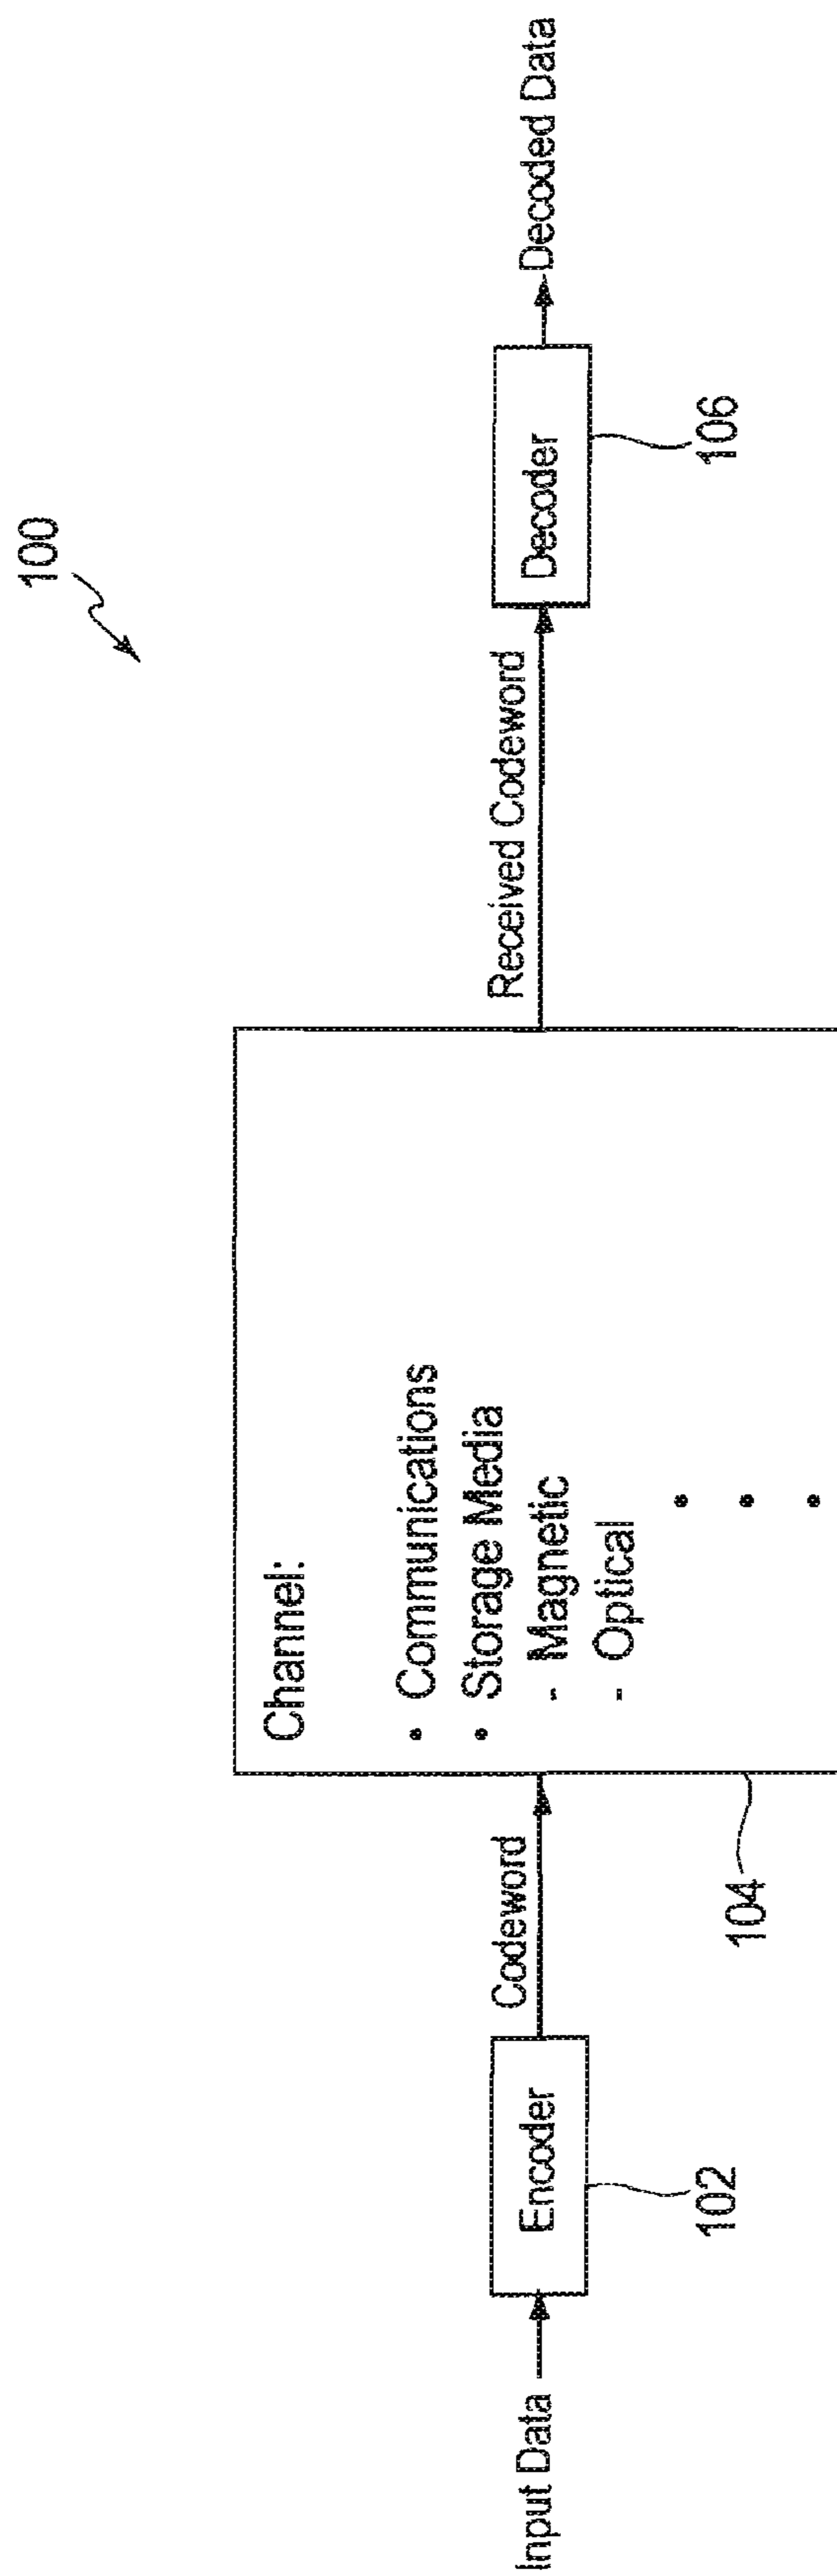 100
Channel:
• Communications
• Storage Media
- Magnetic
- Optical
•
•
•
Input Data
Encoder
Codeword
Received Codeword
Decoder
Decoded Data
102
104
106